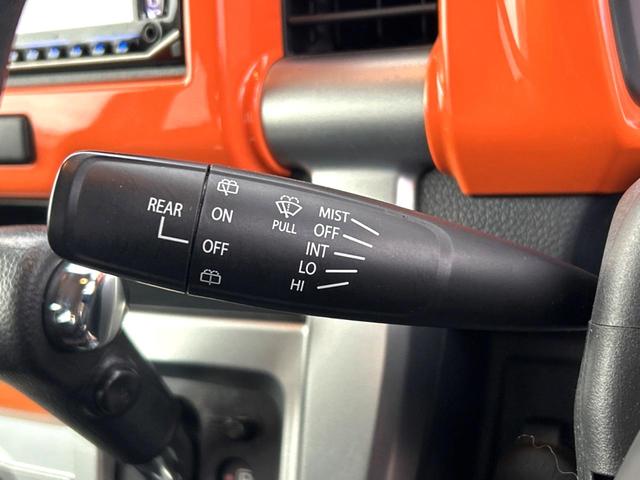 REAR
ON
OFF
PULL
MIST
OFF
INT
LO
HI